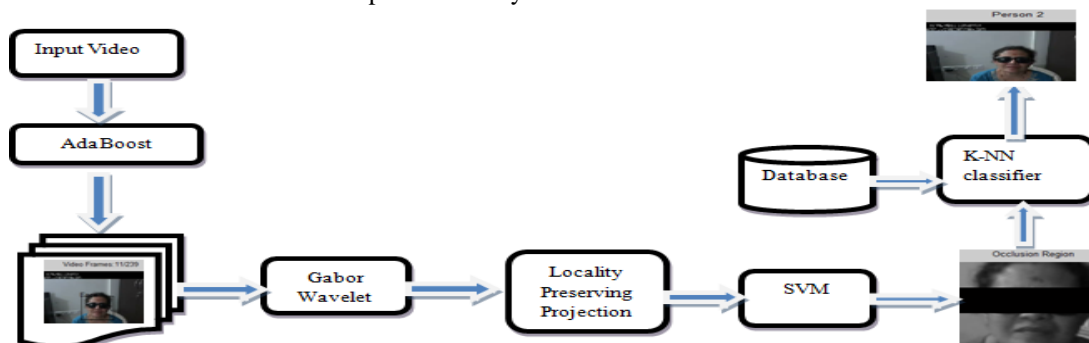 Input Video
AdaBoost
Video Frames 11/239
Gabor
Wavelet
Locality
Preserving
Projection
SVM
Occlusion Region
Database
K-NN
classifier
Person 2